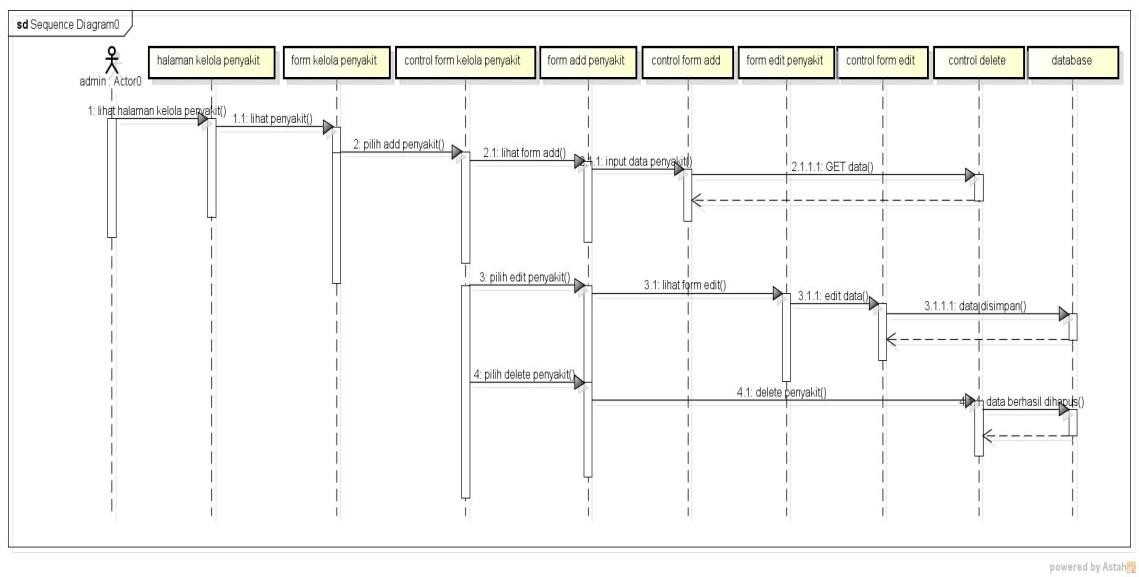 sd Sequence Diagram0
admin : Actor0
halaman kelola penyakit
form kelola penyakit
control form kelola penyakit
form add penyakit
control form add
form edit penyakit
control form edit
control delete
database
1: lihat halaman kelola penyakit()
1.1: lihat penyakit()
2: pilih add penyakit()
2.1: lihat form add()
2.1.1: input data penyakit()
2.1.1.1: GET data()
3: pilih edit penyakit()
3.1: lihat form edit()
3.1.1: edit data()
3.1.1.1: data disimpan()
4: pilih delete penyakit()
4.1: delete penyakit()
data berhasil dihapus()
powered by Astah